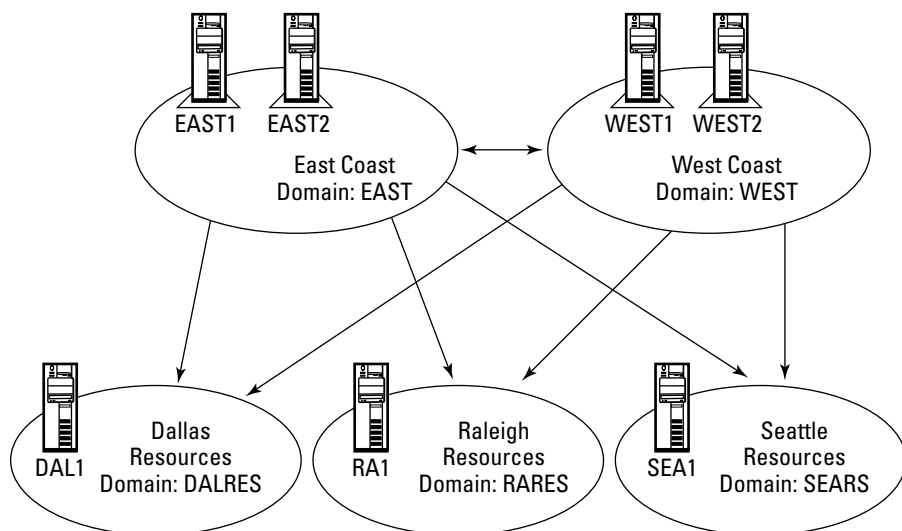 EAST1
EAST2
East Coast
Domain: EAST
WEST1
WEST2
West Coast
Domain: WEST
DAL1
Dallas
Resources
Domain: DALRES
RA1
Raleigh
Resources
Domain: RARES
SEA1
Seattle
Resources
Domain: SEARS